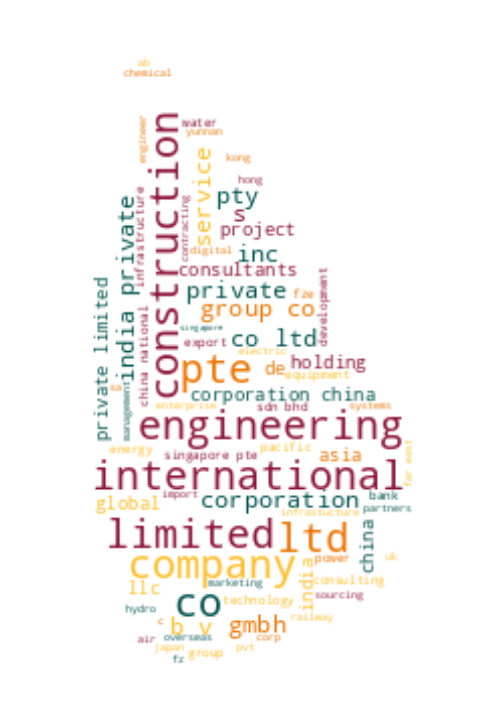 ab
chemical
construction
water
engineer
yunnan
service
kong
hong
infrastructure
india private
contracting
pty
s
project
digital
inc
consultants
development
private limited
private
fze
group co
china national
singapore
co ltd
export
electric
holding
pte
de
equipment
sa
management
corporation china
enterprise
sdn bhd
systems
engineering
energy
pacific
singapore pte
asia
far east
international
import
global
corporation
bank
partners
infrastucture
limited
ltd
china
company
power
uk
india
marketing
consulting
llc
sourcing
co
technology
hydro
railway
c
b v
gmbh
air
overseas
corp
japan
group
pvt
fz